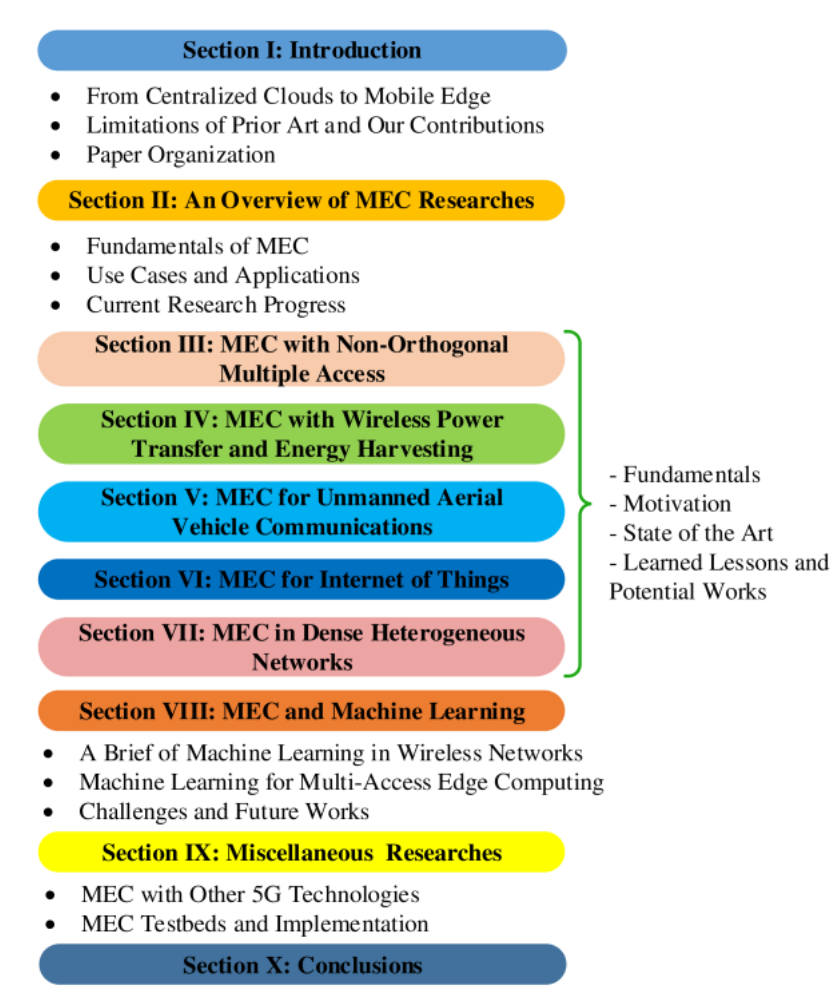 Section I: Introduction
• From Centralized Clouds to Mobile Edge
• Limitations of Prior Art and Our Contributions
• Paper Organization
Section II: An Overview of MEC Researches
• Fundamentals of MEC
• Use Cases and Applications
• Current Research Progress
Section III: MEC with Non-Orthogonal
Multiple Access
Section IV: MEC with Wireless Power
Transfer and Energy Harvesting
Section V: MEC for Unmanned Aerial
Vehicle Communications
Section VI: MEC for Internet of Things
Section VII: MEC in Dense Heterogeneous
Networks
- Fundamentals
- Motivation
- State of the Art
- Learned Lessons and
Potential Works
Section VIII: MEC and Machine Learning
• A Brief of Machine Learning in Wireless Networks
• Machine Learning for Multi-Access Edge Computing
• Challenges and Future Works
Section IX: Miscellaneous Researches
• MEC with Other 5G Technologies
• MEC Testbeds and Implementation
Section X: Conclusions